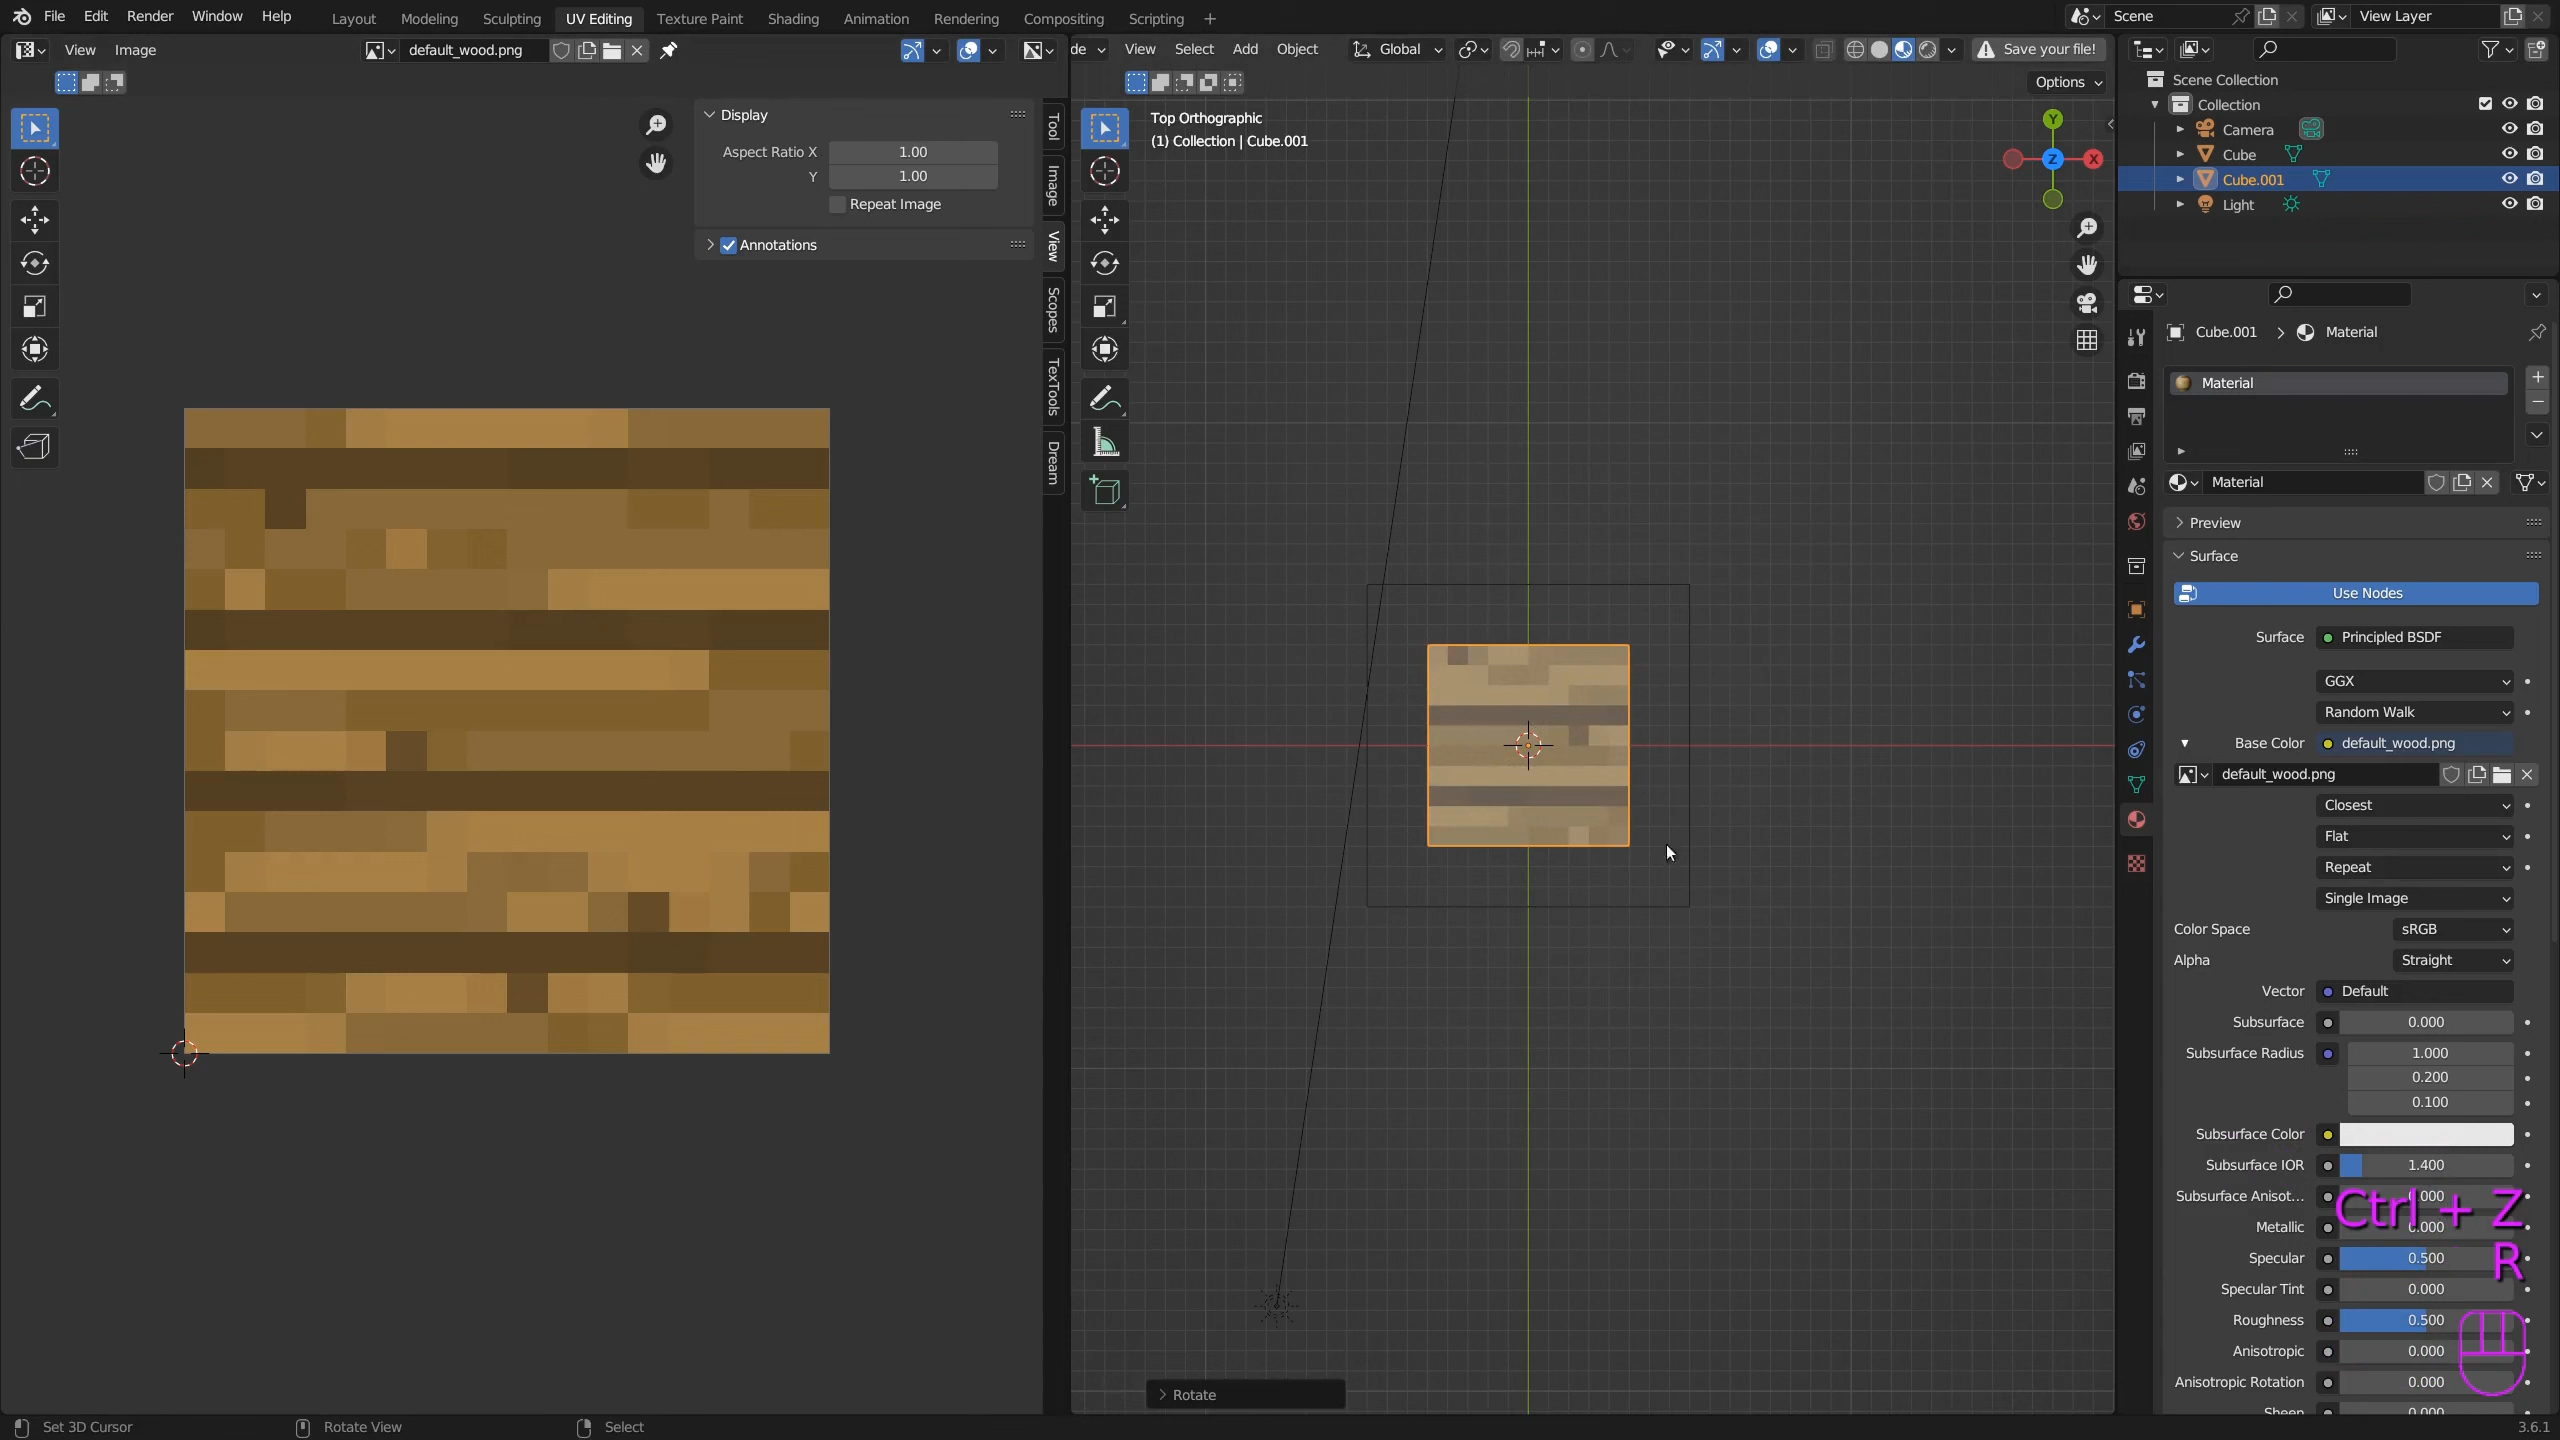 File Edit Render Window Help Layout Modeling Sculpting UV Editing Texture Paint Shading Animation Rendering Compositing Scripting + Scene View Layer
View Image default_wood.png de View Select Add Object Global Save your file!
Options
Display
Aspect Ratio X 1.00
Y 1.00
Repeat Image
Annotations
Tool
Image
View
Scopes
TexTools
Dream
Top Orthographic
(1) Collection | Cube.001
Y
Z
X
Rotate
Scene Collection
Collection
Camera
Cube
Cube.001
Light
Cube.001 > Material
Material
Material
Preview
Surface
Use Nodes
Surface Principled BSDF
GGX
Random Walk
Base Color default_wood.png
default_wood.png
Closest
Flat
Repeat
Single Image
Color Space sRGB
Alpha Straight
Vector Default
Subsurface 0.000
Subsurface Radius 1.000
0.200
0.100
Subsurface Color
Subsurface IOR 1.400
Subsurface Anisot...
Metallic 0.000
Specular 0.500
Specular Tint 0.000
Roughness 0.500
Anisotropic 0.000
Anisotropic Rotation 0.000
Ctrl + Z
R
Set 3D Cursor Rotate View Select 3.6.1